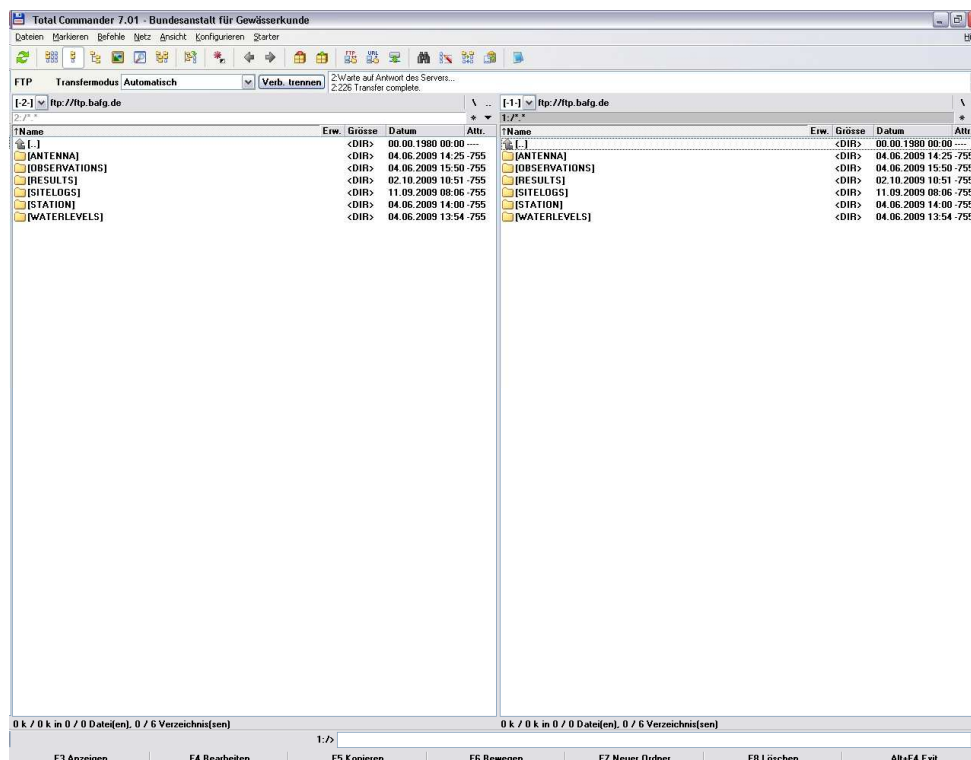 Total Commander 7.01 - Bundesanstalt für Gewässerkunde
Dateien Markieren Befehle Netz Ansicht Konfigurieren Starter
FTP Transfermodus Automatisch Verb. trennen
2:Warte auf Antwort des Servers...
2:226 Transfer complete.
[-2-] ftp://ftp.bafg.de \ ..
2:/*.* * ▼
↑Name Erw. Grösse Datum Attr.
[..] <DIR> 00.00.1980 00:00 ----
[ANTENNA] <DIR> 04.06.2009 14:25 -755
[OBSERVATIONS] <DIR> 04.06.2009 15:50 -755
[RESULTS] <DIR> 02.10.2009 10:51 -755
[SITELOGS] <DIR> 11.09.2009 08:06 -755
[STATION] <DIR> 04.06.2009 14:00 -755
[WATERLEVELS] <DIR> 04.06.2009 13:54 -755
0 k / 0 k in 0 / 0 Datei(en), 0 / 6 Verzeichnis(sen)
[-1-] ftp://ftp.bafg.de \
1:/*.* *
↑Name Erw. Grösse Datum Attr
[..] <DIR> 00.00.1980 00:00 ----
[ANTENNA] <DIR> 04.06.2009 14:25 -755
[OBSERVATIONS] <DIR> 04.06.2009 15:50 -755
[RESULTS] <DIR> 02.10.2009 10:51 -755
[SITELOGS] <DIR> 11.09.2009 08:06 -755
[STATION] <DIR> 04.06.2009 14:00 -755
[WATERLEVELS] <DIR> 04.06.2009 13:54 -755
0 k / 0 k in 0 / 0 Datei(en), 0 / 6 Verzeichnis(sen)
1:/>
F3 Anzeigen F4 Bearbeiten F5 Kopieren F6 Bewegen F7 Neuer Ordner F8 Löschen Alt+F4 Exit